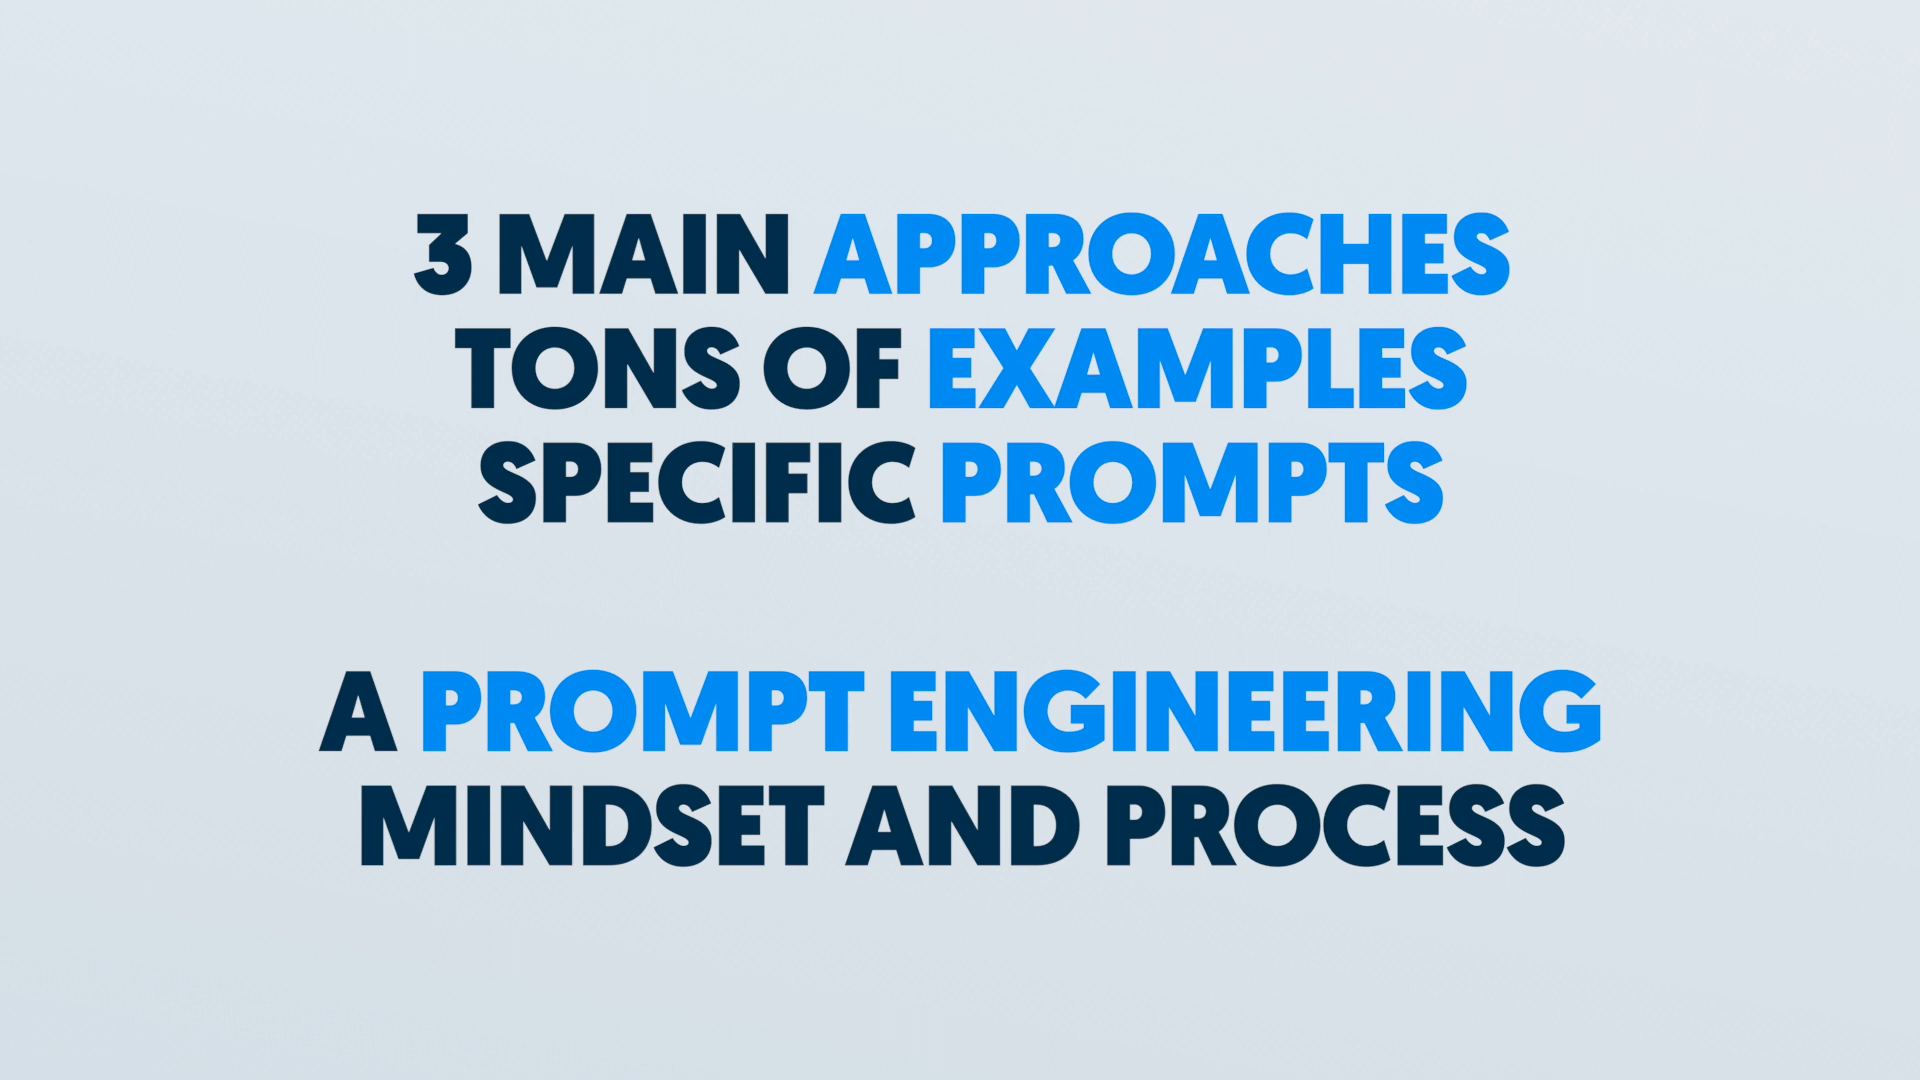 3 MAIN APPROACHES
TONS OF EXAMPLES
SPECIFIC PROMPTS
A PROMPT ENGINEERING
MINDSET AND PROCESS